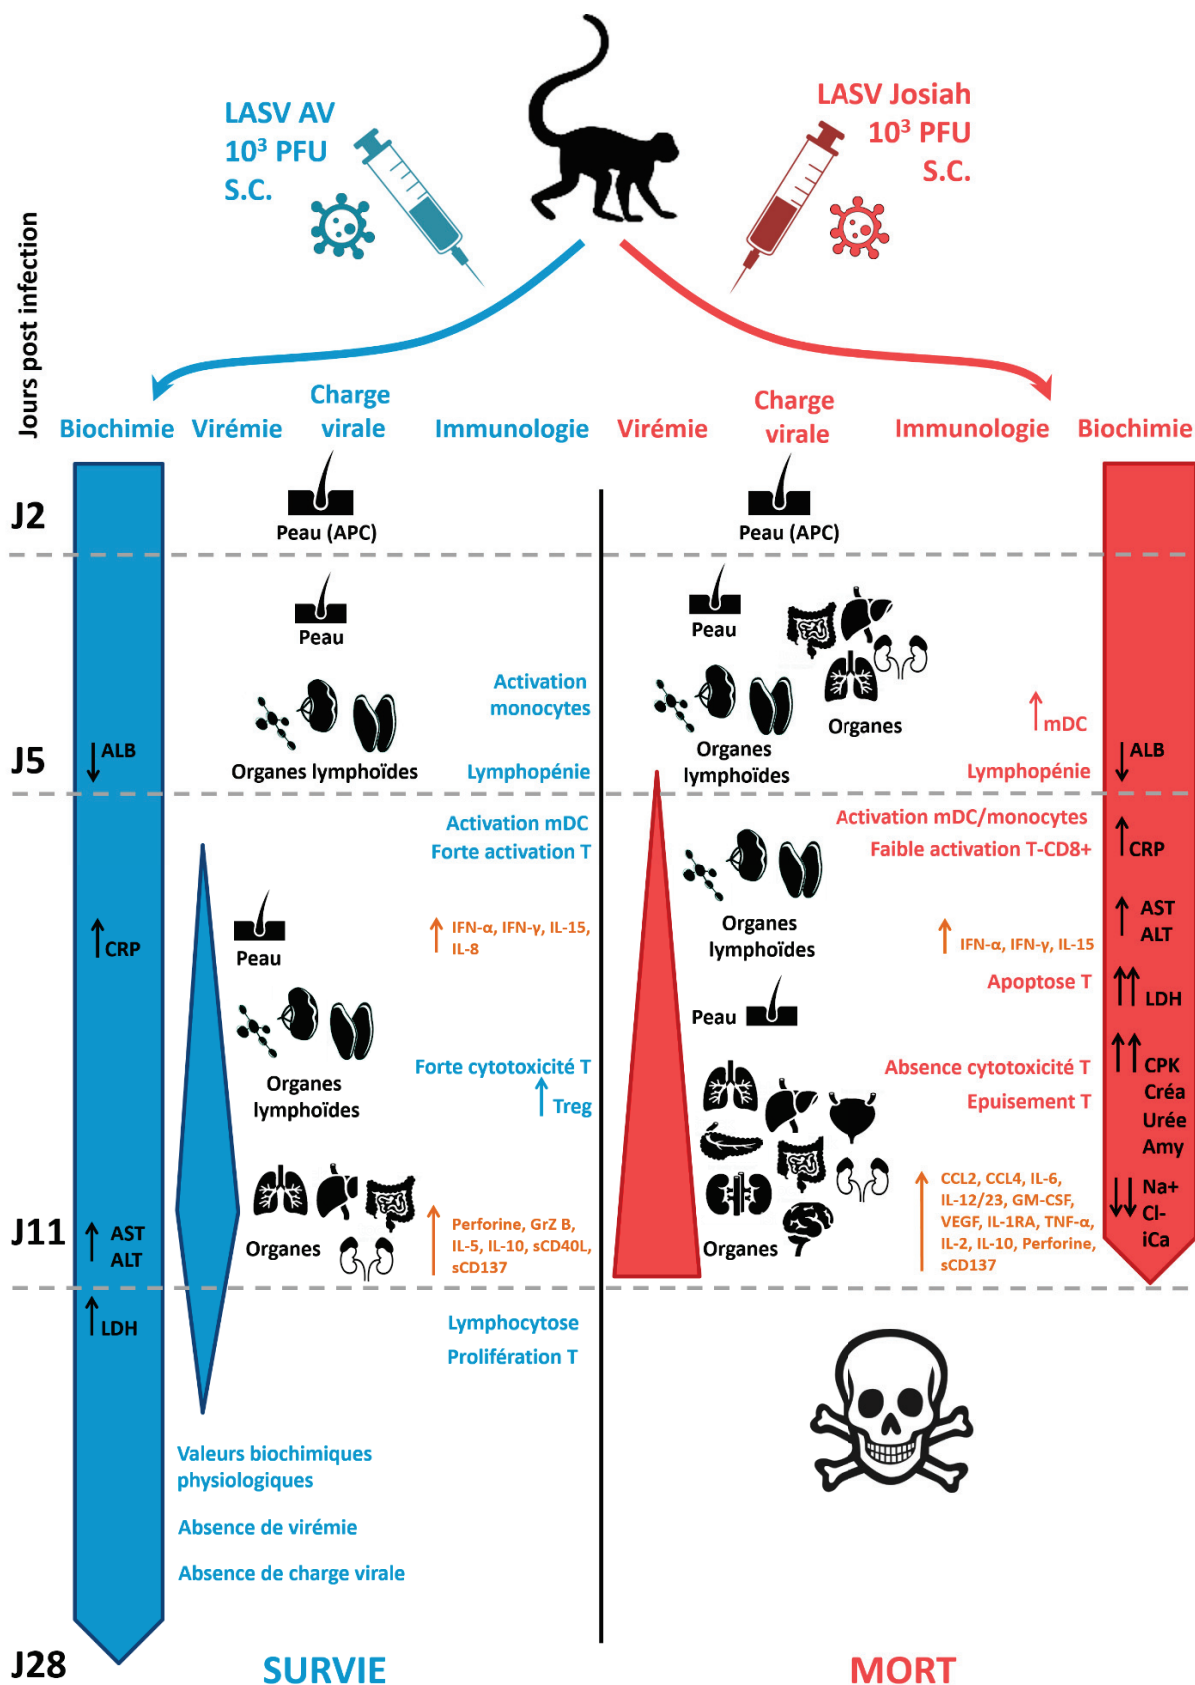 LASV AV
10³ PFU
S.C.
LASV Josiah
10³ PFU
S.C.
Jours post infection
Biochimie
Virémie
Charge
virale
Immunologie
Virémie
Charge
virale
Immunologie
Biochimie
J2
Peau (APC)
Peau (APC)
Peau
Activation
monocytes
Organes lymphoïdes
Lymphopénie
J5
ALB
Peau
Organes
Organes
lymphoïdes
mDC
Lymphopénie
ALB
Activation mDC
Forte activation T
CRP
Peau
IFN-α, IFN-γ, IL-15,
IL-8
Organes
lymphoïdes
Forte cytotoxicité T
Treg
J11
AST
ALT
Organes
Perforine, GrZ B,
IL-5, IL-10, sCD40L,
sCD137
Activation mDC/monocytes
Faible activation T-CD8+
CRP
Organes
lymphoïdes
IFN-α, IFN-γ, IL-15
AST
ALT
Apoptose T
LDH
Peau
Absence cytotoxicité T
Epuisement T
CPK
Créa
Urée
Amy
Organes
CCL2, CCL4, IL-6,
IL-12/23, GM-CSF,
VEGF, IL-1RA, TNF-α,
IL-2, IL-10, Perforine,
sCD137
Na+
Cl-
iCa
LDH
Lymphocytose
Prolifération T
Valeurs biochimiques
physiologiques
Absence de virémie
Absence de charge virale
J28
SURVIE
MORT